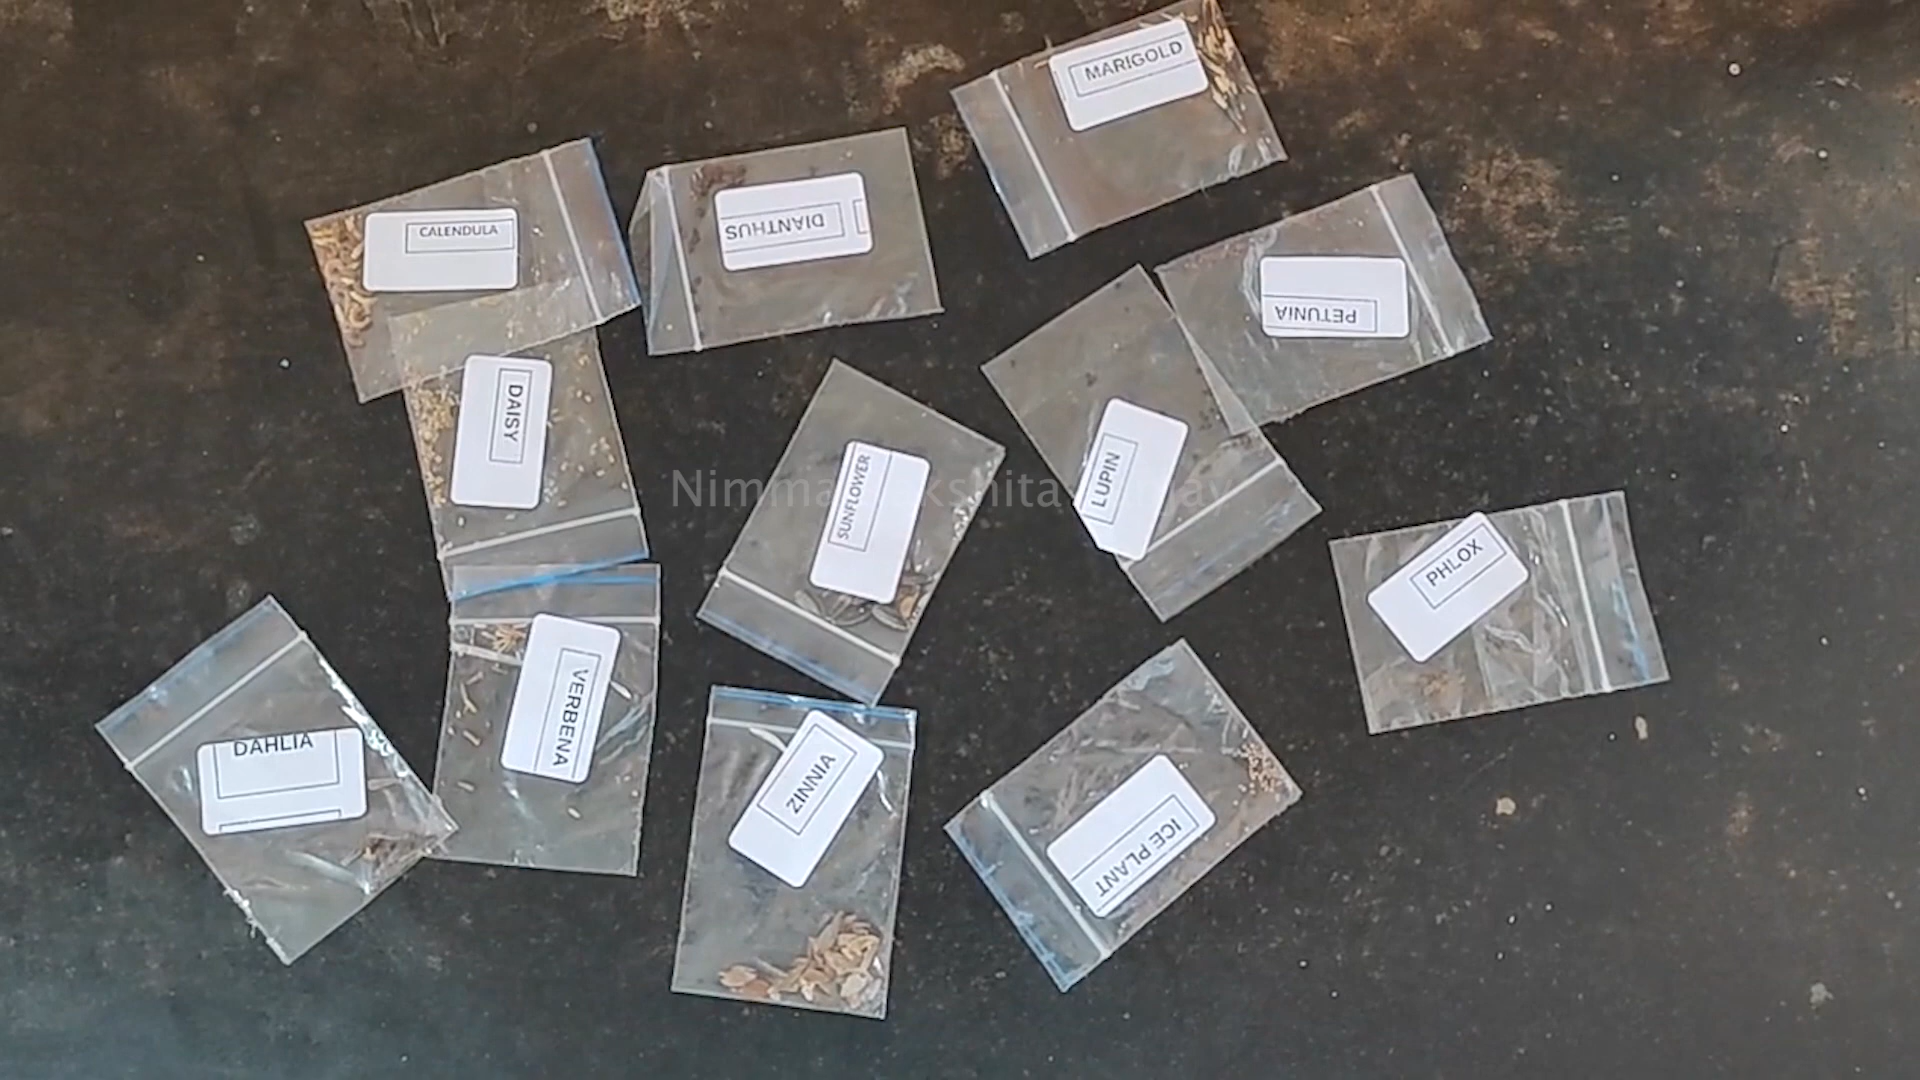 MARIGOLD
CALENDULA
DIANTHUS
PETUNiA
DAISY
SUNFLOWER
LUPIN
PHLOX
DAHLIA
VERBENA
ZINNIA
ICE PLANT